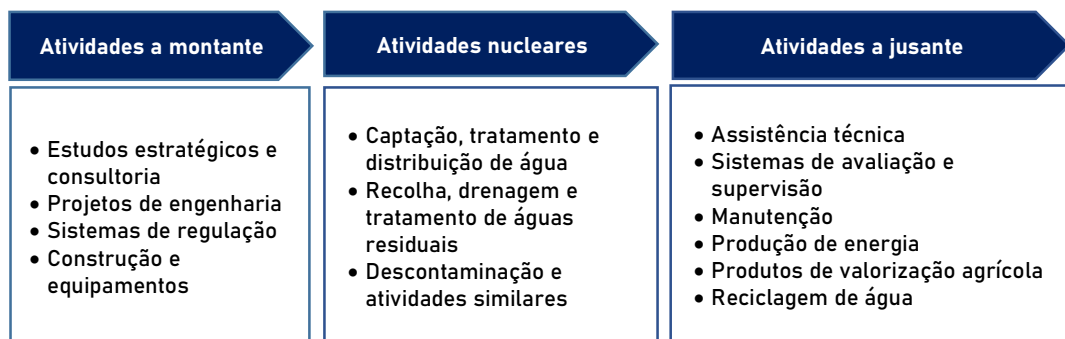 Atividades a montante
Atividades nucleares
Atividades a jusante
• Estudos estratégicos e
consultoria
• Projetos de engenharia
• Sistemas de regulação
• Construção e
equipamentos
• Captação, tratamento e
distribuição de água
• Recolha, drenagem e
tratamento de águas
residuais
• Descontaminação e
atividades similares
• Assistência técnica
• Sistemas de avaliação e
supervisão
• Manutenção
• Produção de energia
• Produtos de valorização agrícola
• Reciclagem de água